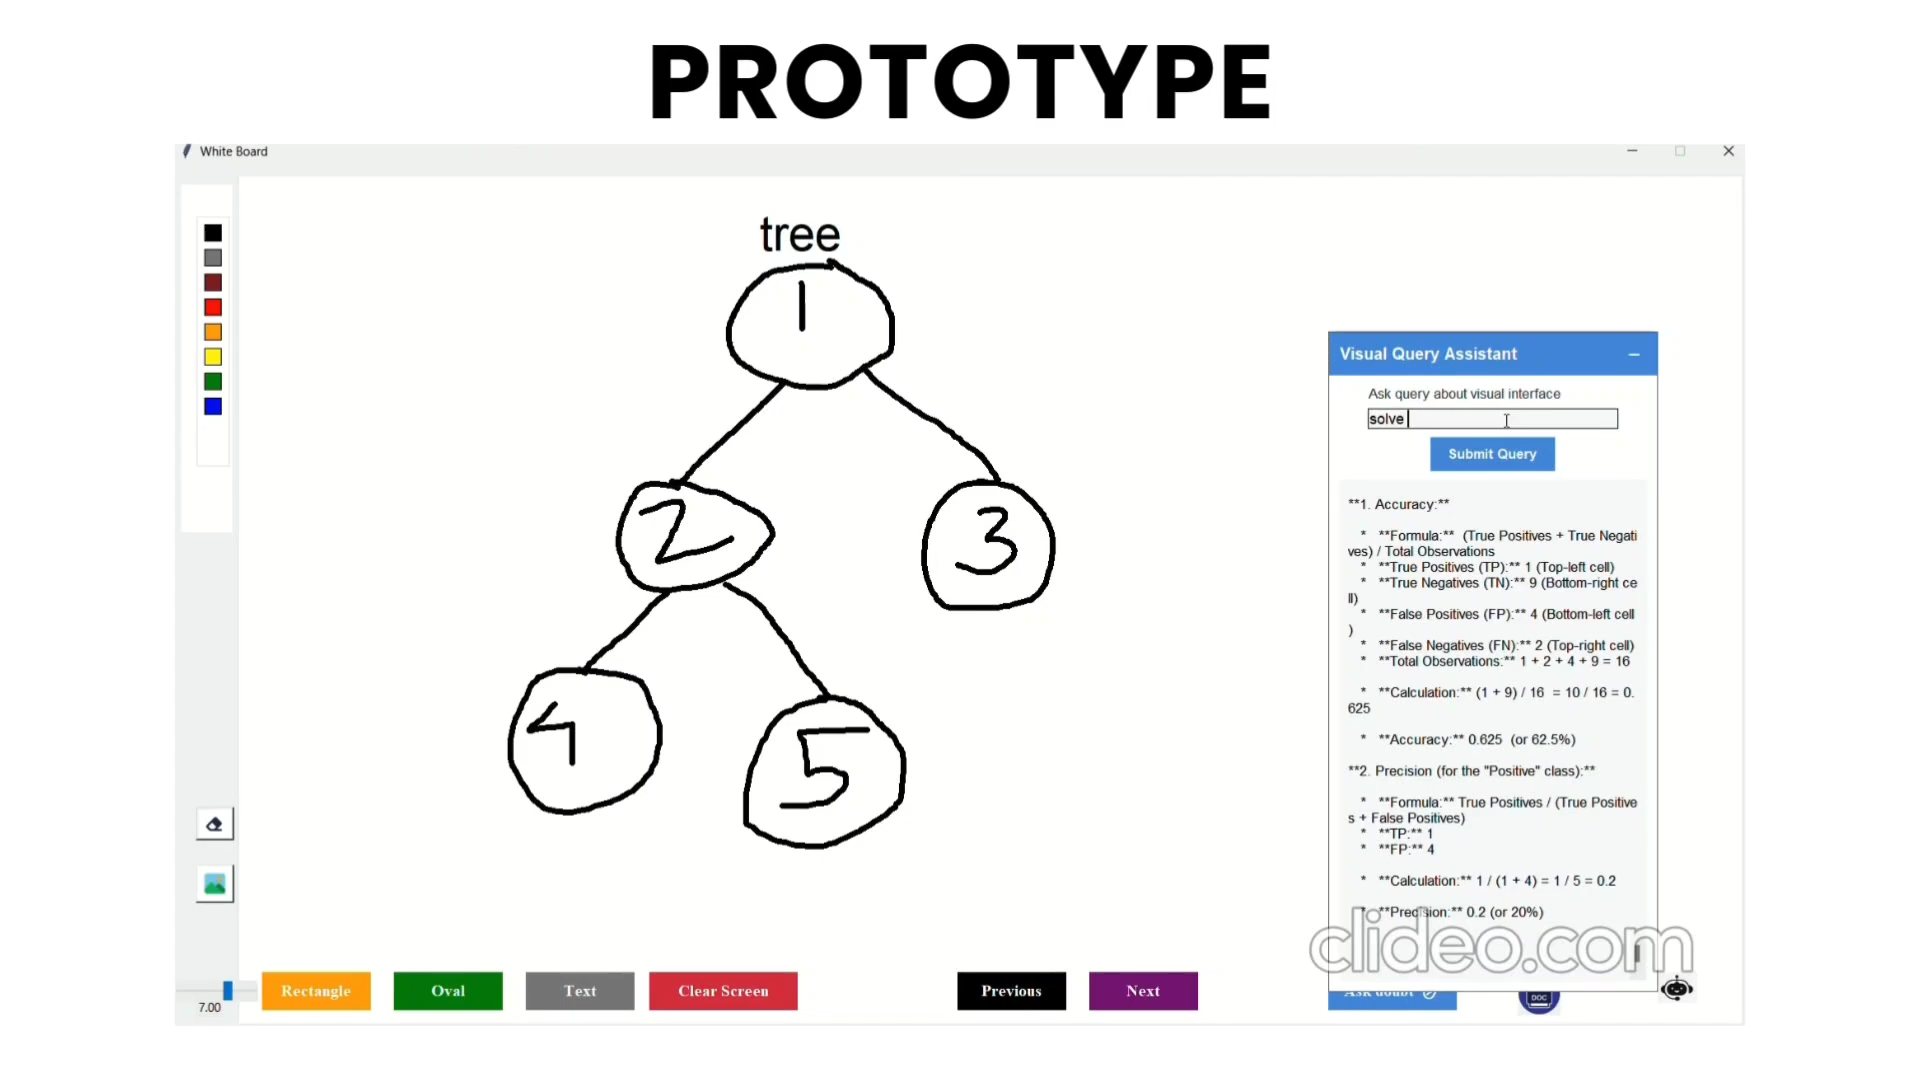 PROTOTYPE
White Board
tree
1
2
3
4
5
Visual Query Assistant
Ask query about visual interface
solve
Submit Query
**1. Accuracy:**
* **Formula:** (True Positives + True Negati
ves) / Total Observations
* **True Positives (TP):** 1 (Top-left cell)
* **True Negatives (TN):** 9 (Bottom-right ce
ll)
* **False Positives (FP):** 4 (Bottom-left cell
)
* **False Negatives (FN):** 2 (Top-right cell)
* **Total Observations:** 1 + 2 + 4 + 9 = 16
* **Calculation:** (1 + 9) / 16 = 10 / 16 = 0.
625
* **Accuracy:** 0.625 (or 62.5%)
**2. Precision (for the "Positive" class):**
* **Formula:** True Positives / (True Positive
s + False Positives)
* **TP:** 1
* **FP:** 4
* **Calculation:** 1 / (1 + 4) = 1 / 5 = 0.2
* **Precision:** 0.2 (or 20%)
clideo.com
7.00
Rectangle
Oval
Text
Clear Screen
Previous
Next
Ask doubt
DOC